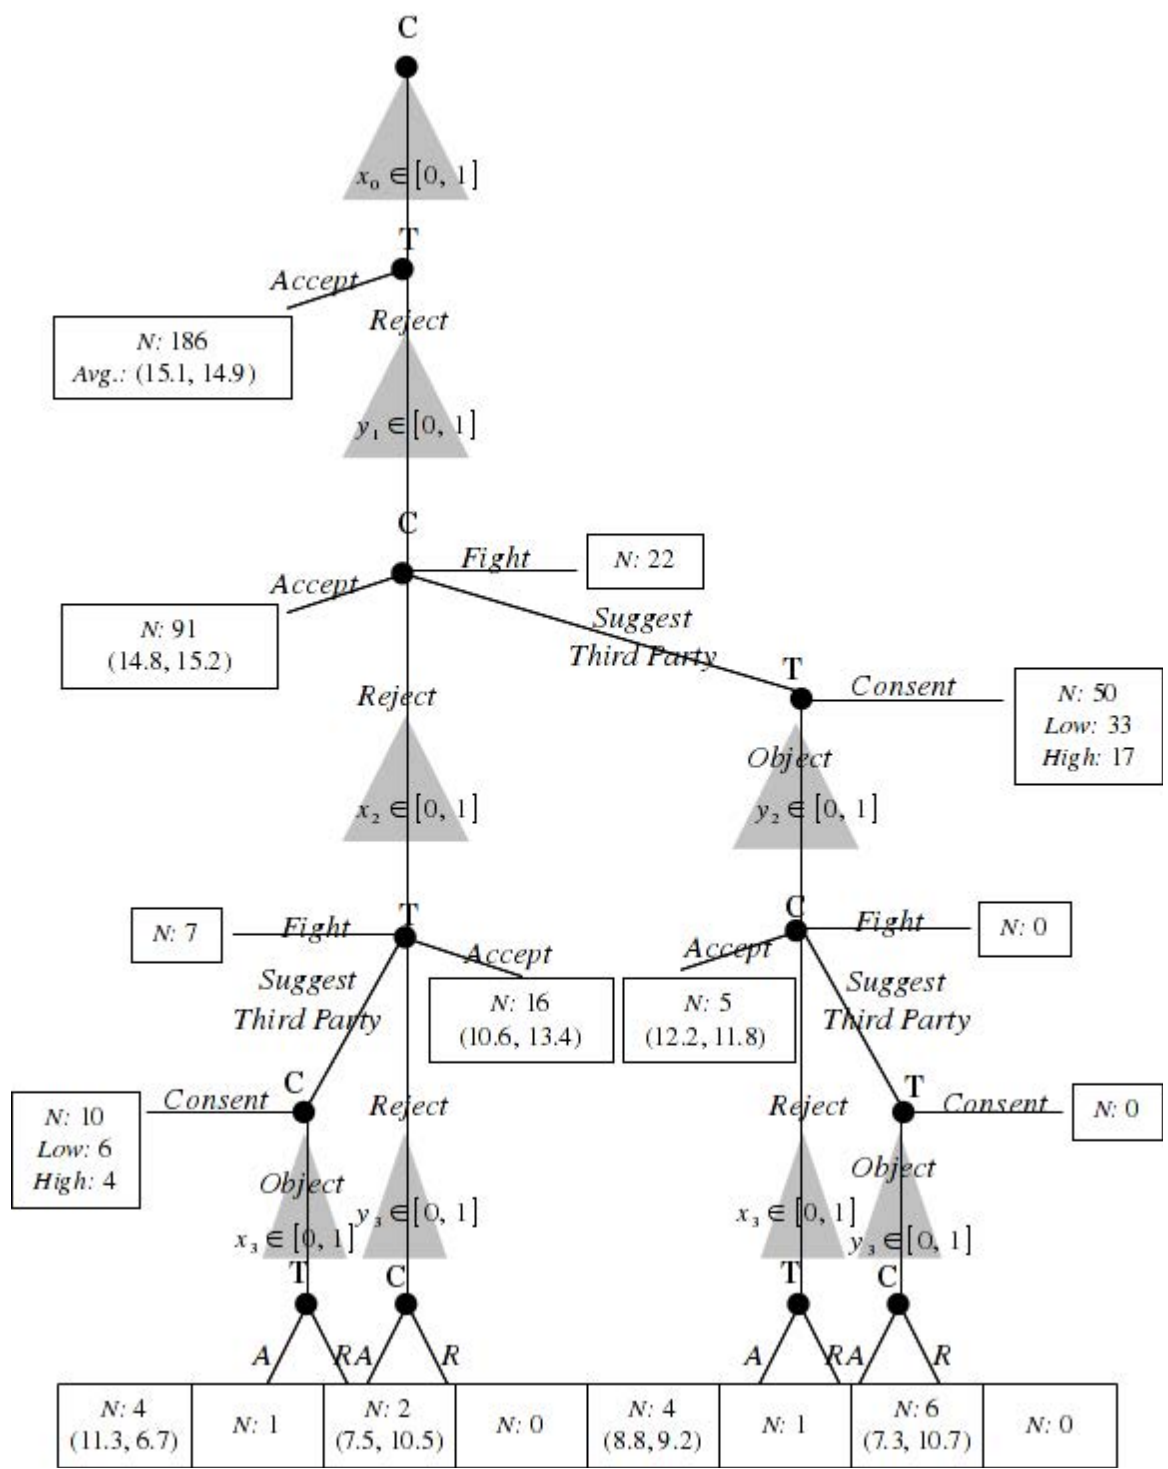 C
x₀ ∈ [0, 1]
T
Accept
Reject
N: 186
Avg.: (15.1, 14.9)
y₁ ∈ [0, 1]
C
Accept
Fight
N: 22
N: 91
(14.8, 15.2)
Suggest
Third Party
T
Consent
N: 50
Low: 33
High: 17
Reject
Object
x₂ ∈ [0, 1]
y₂ ∈ [0, 1]
N: 7
Fight
T
Accept
N: 16
(10.6, 13.4)
C
Accept
N: 5
(12.2, 11.8)
Fight
N: 0
Suggest
Third Party
Suggest
Third Party
C
Consent
N: 10
Low: 6
High: 4
Reject
Reject
T
Consent
N: 0
Object
x₃ ∈ [0, 1]
y₃ ∈ [0, 1]
x₃ ∈ [0, 1]
Object
y₃ ∈ [0, 1]
T
C
T
C
A
R
A
R
A
R
A
R
N: 4
(11.3, 6.7)
N: 1
N: 2
(7.5, 10.5)
N: 0
N: 4
(8.8, 9.2)
N: 1
N: 6
(7.3, 10.7)
N: 0